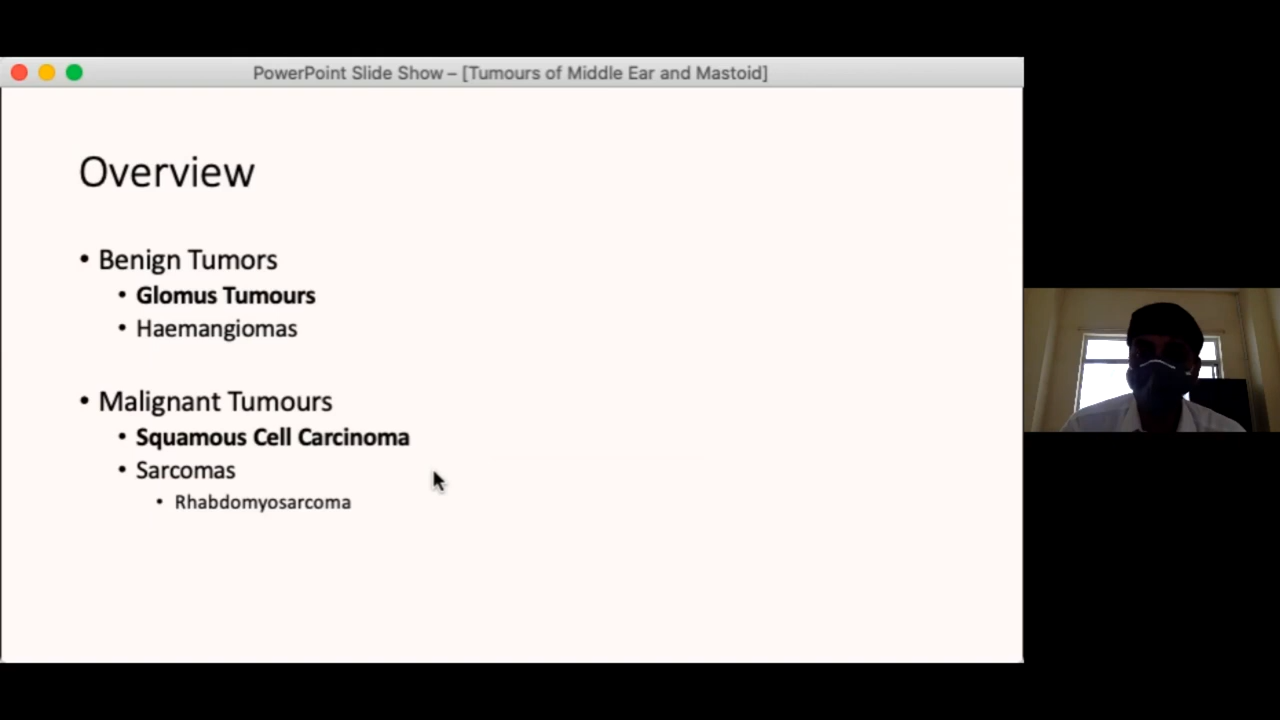 PowerPoint Slide Show – [Tumours of Middle Ear and Mastoid]
Overview
• Benign Tumors
• Glomus Tumours
• Haemangiomas
• Malignant Tumours
• Squamous Cell Carcinoma
• Sarcomas
• Rhabdomyosarcoma